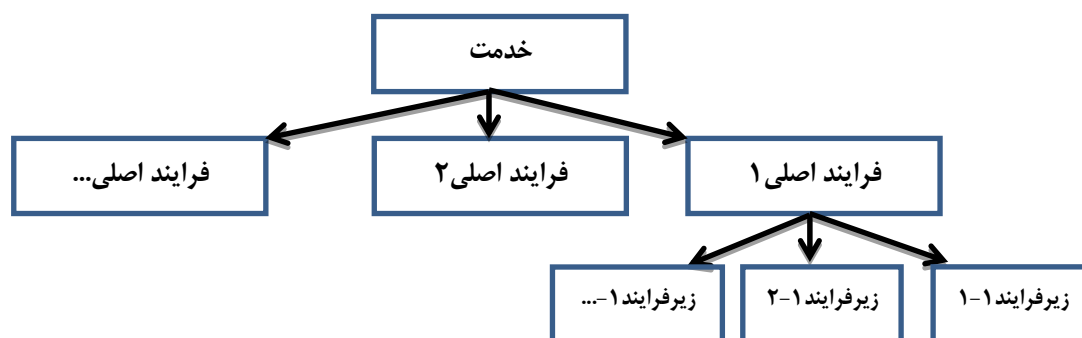 خدمت
فرایند اصلی۱
فرایند اصلی۲
فرایند اصلی...
زیرفرایند۱-۱
زیرفرایند۱-۲
زیرفرایند۱-...